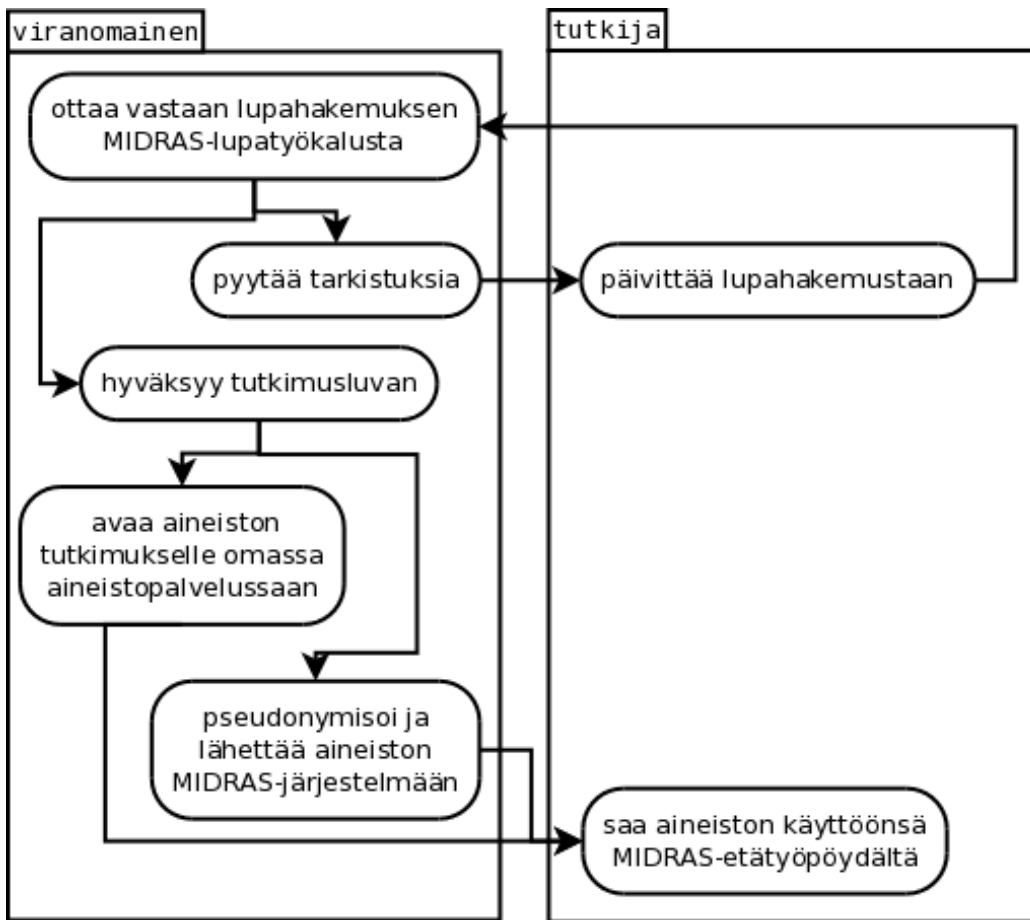 viranomainen
tutkija
ottaa vastaan lupahakemuksen
MIDRAS-lupatyökalusta
pyytää tarkistuksia
päivittää lupahakemustaan
hyväksyy tutkimusluvan
avaa aineiston
tutkimukselle omassa
aineistopalvelussaan
pseudonymisoi ja
lähettää aineiston
MIDRAS-järjestelmään
saa aineiston käyttöönsä
MIDRAS-etätyöpöydältä